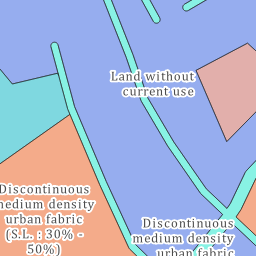 Land without
current use
Discontinuous
medium density
urban fabric
(S.L. : 30% -
50%)
Discontinuous
medium density
urban fabric